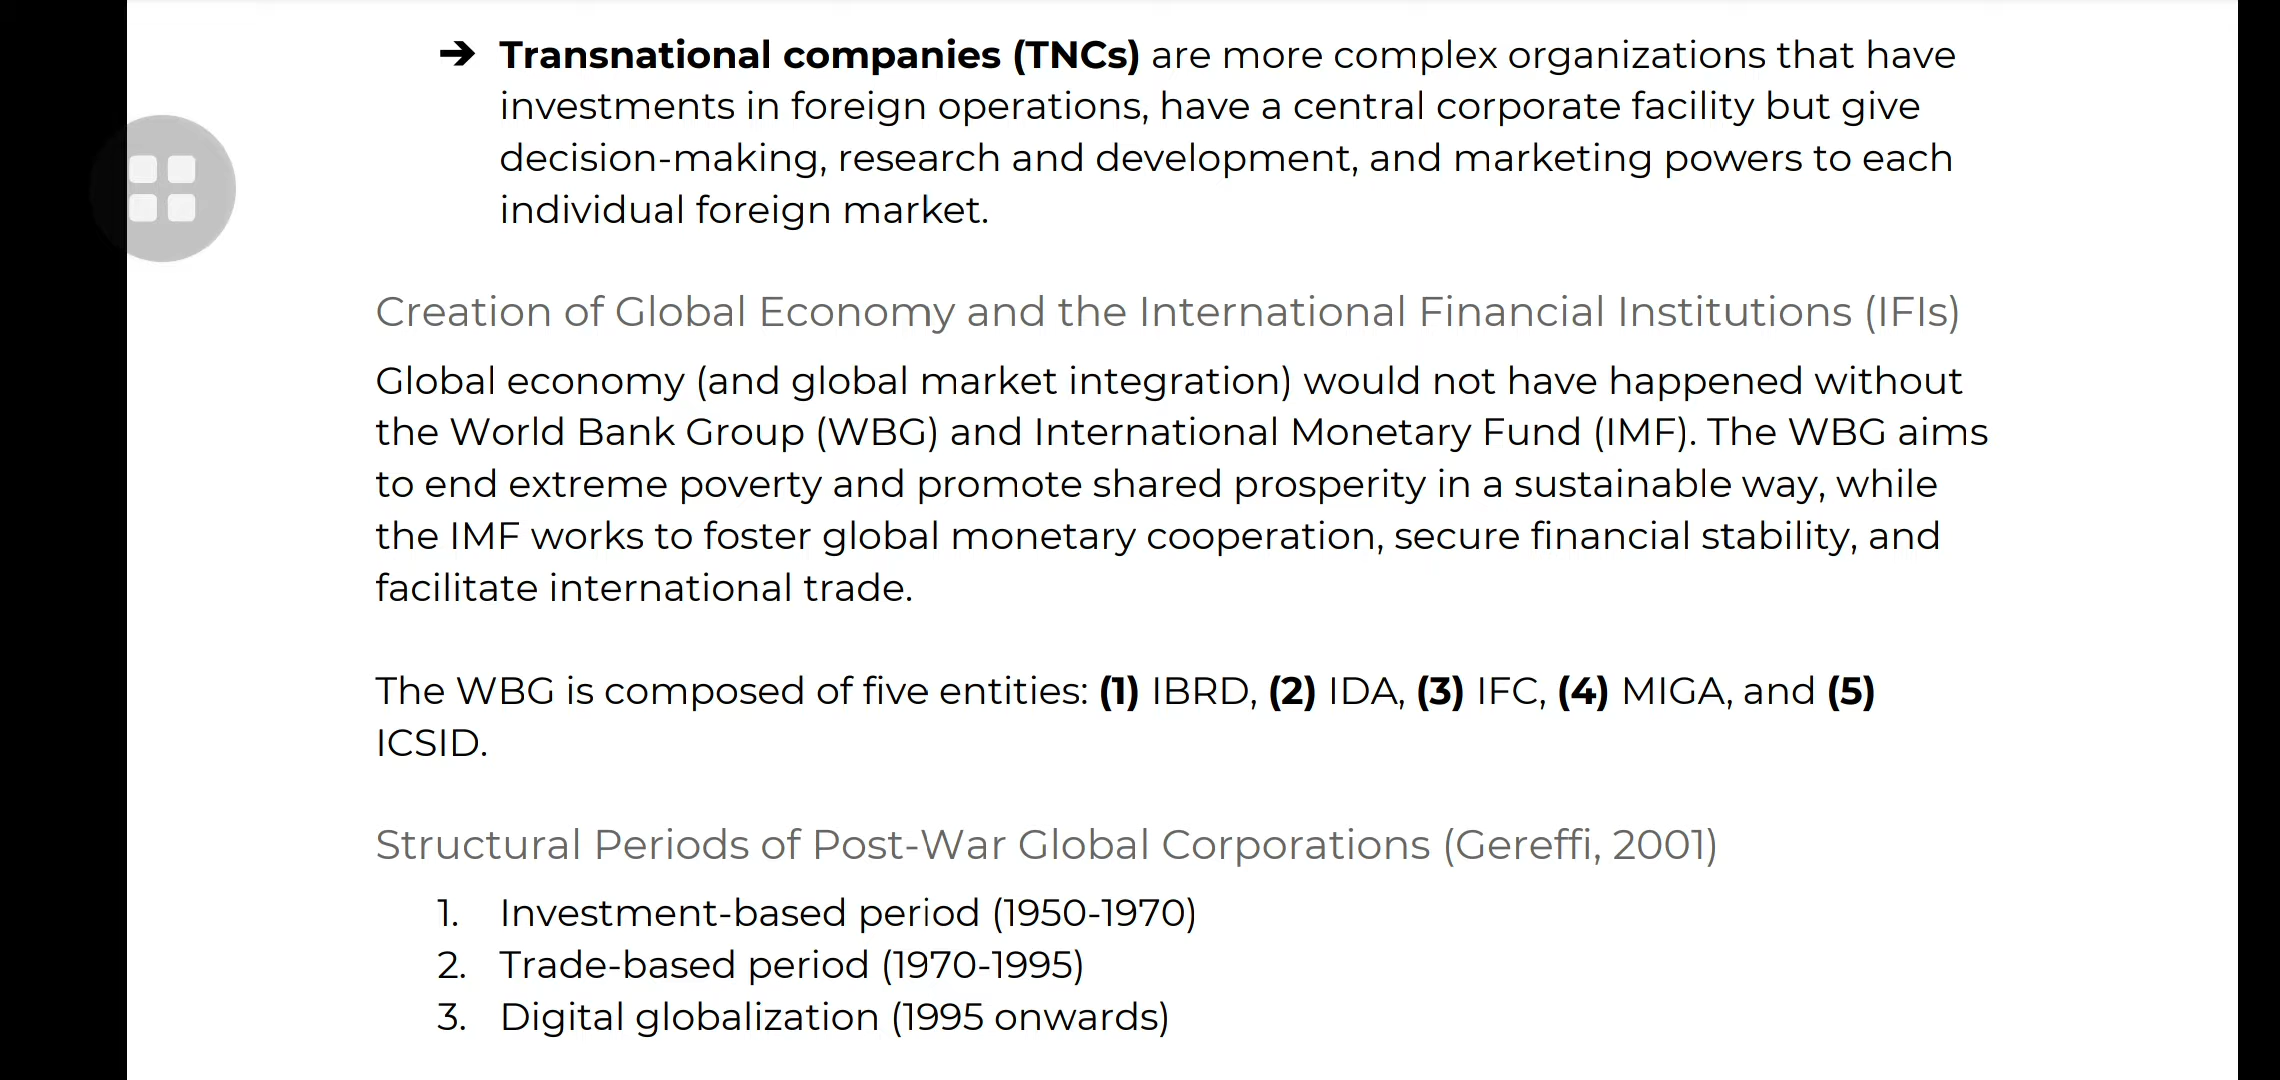 ➔ Transnational companies (TNCs) are more complex organizations that have
investments in foreign operations, have a central corporate facility but give
decision-making, research and development, and marketing powers to each
individual foreign market.
Creation of Global Economy and the International Financial Institutions (IFIs)
Global economy (and global market integration) would not have happened without
the World Bank Group (WBG) and International Monetary Fund (IMF). The WBG aims
to end extreme poverty and promote shared prosperity in a sustainable way, while
the IMF works to foster global monetary cooperation, secure financial stability, and
facilitate international trade.
The WBG is composed of five entities: (1) IBRD, (2) IDA, (3) IFC, (4) MIGA, and (5)
ICSID.
Structural Periods of Post-War Global Corporations (Gereffi, 2001)
1. Investment-based period (1950-1970)
2. Trade-based period (1970-1995)
3. Digital globalization (1995 onwards)